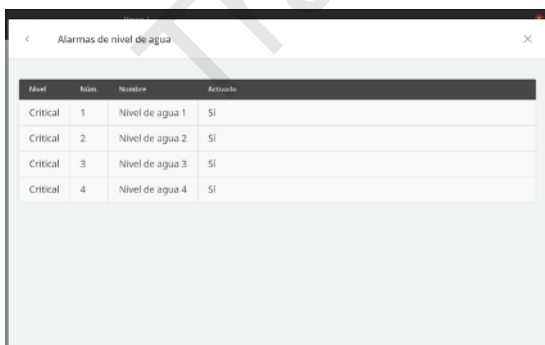 Alarmas de nivel de agua
Nivel Núm. Nombre Activado
Critical 1 Nivel de agua 1 Sí
Critical 2 Nivel de agua 2 Sí
Critical 3 Nivel de agua 3 Sí
Critical 4 Nivel de agua 4 Sí